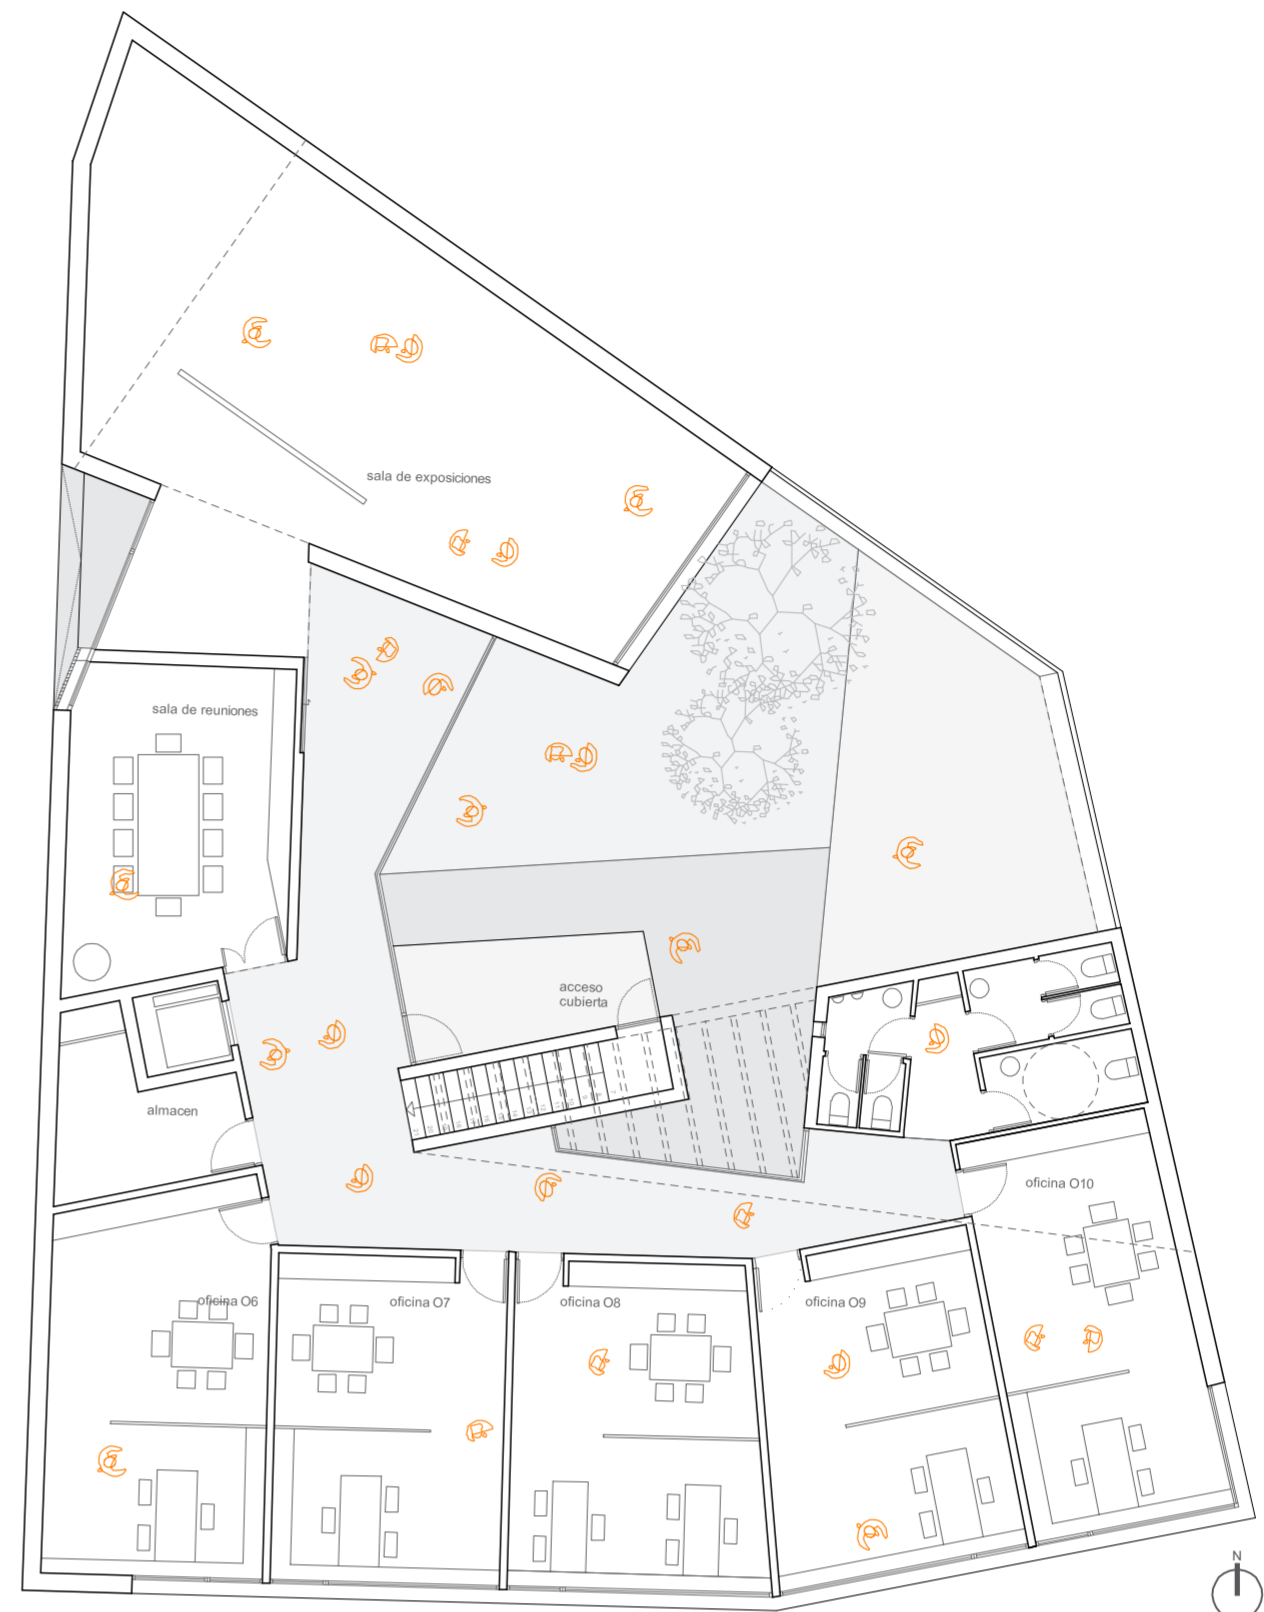 sala de exposiciones
sala de reuniones
acceso
cubierta
almacen
oficina O10
oficina O6
oficina O7
oficina O8
oficina O9
N